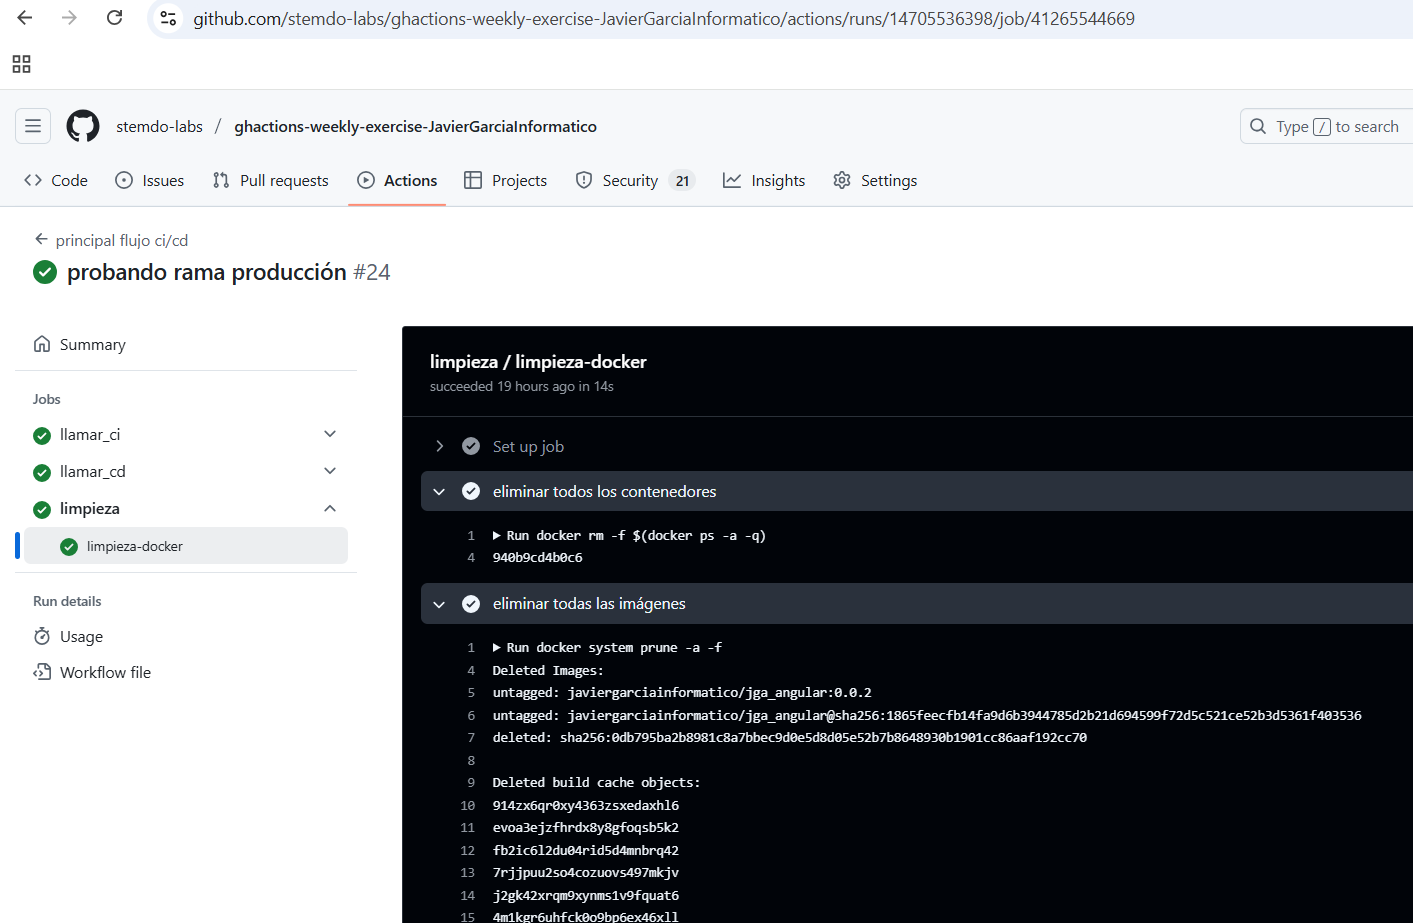 github.com/stemdo-labs/ghactions-weekly-exercise-JavierGarciaInformatico/actions/runs/14705536398/job/41265544669
stemdo-labs / ghactions-weekly-exercise-JavierGarciaInformatico
Type / to search
Code Issues Pull requests Actions Projects Security 21 Insights Settings
principal flujo ci/cd
probando rama producción #24
Summary
Jobs
llamar_ci
llamar_cd
limpieza
limpieza-docker
Run details
Usage
Workflow file
limpieza / limpieza-docker
succeeded 19 hours ago in 14s
Set up job
eliminar todos los contenedores
1 Run docker rm -f $(docker ps -a -q)
4 940b9cd4b0c6
eliminar todas las imágenes
1 Run docker system prune -a -f
4 Deleted Images:
5 untagged: javiergarciainformatico/jga_angular:0.0.2
6 untagged: javiergarciainformatico/jga_angular@sha256:1865feecfb14fa9d6b3944785d2b21d694599f72d5c521ce52b3d5361f403536
7 deleted: sha256:0db795ba2b8981c8a7bbec9d0e5d8d05e52b7b8648930b1901cc86aaf192cc70
8
9 Deleted build cache objects:
10 914zx6qr0xy4363zsxedaxhl6
11 evoa3ejzfhrdx8y8gfoqsb5k2
12 fb2ic6l2du04rid5d4mnbrq42
13 7rjjpuu2so4cozuovs497mkjv
14 j2gk42xrqm9xynms1v9fquat6
15 4m1kgr6uhfck0o9bp6ex46xll